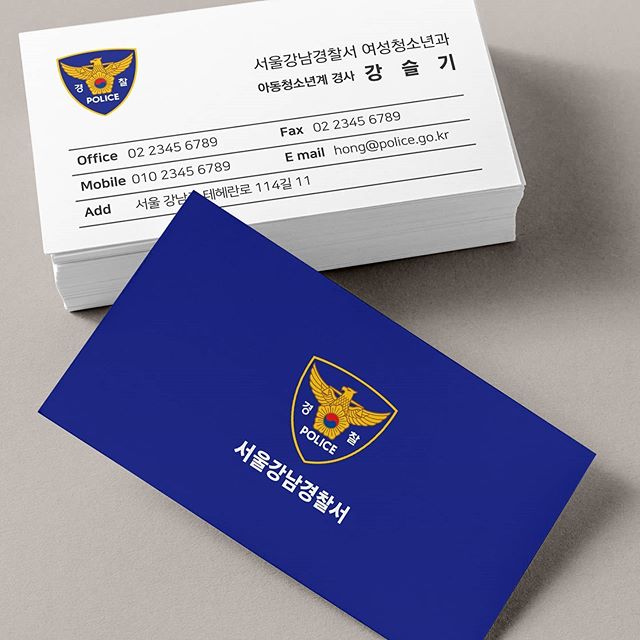 경 찰
POLICE
서울강남경찰서 여성청소년과
아동청소년계 경사 강 슬 기
Office 02 2345 6789 Fax 02 2345 6789
Mobile 010 2345 6789 E mail hong@police.go.kr
Add 서울 테헤란로 114길 11
경 찰
POLICE
서울강남경찰서